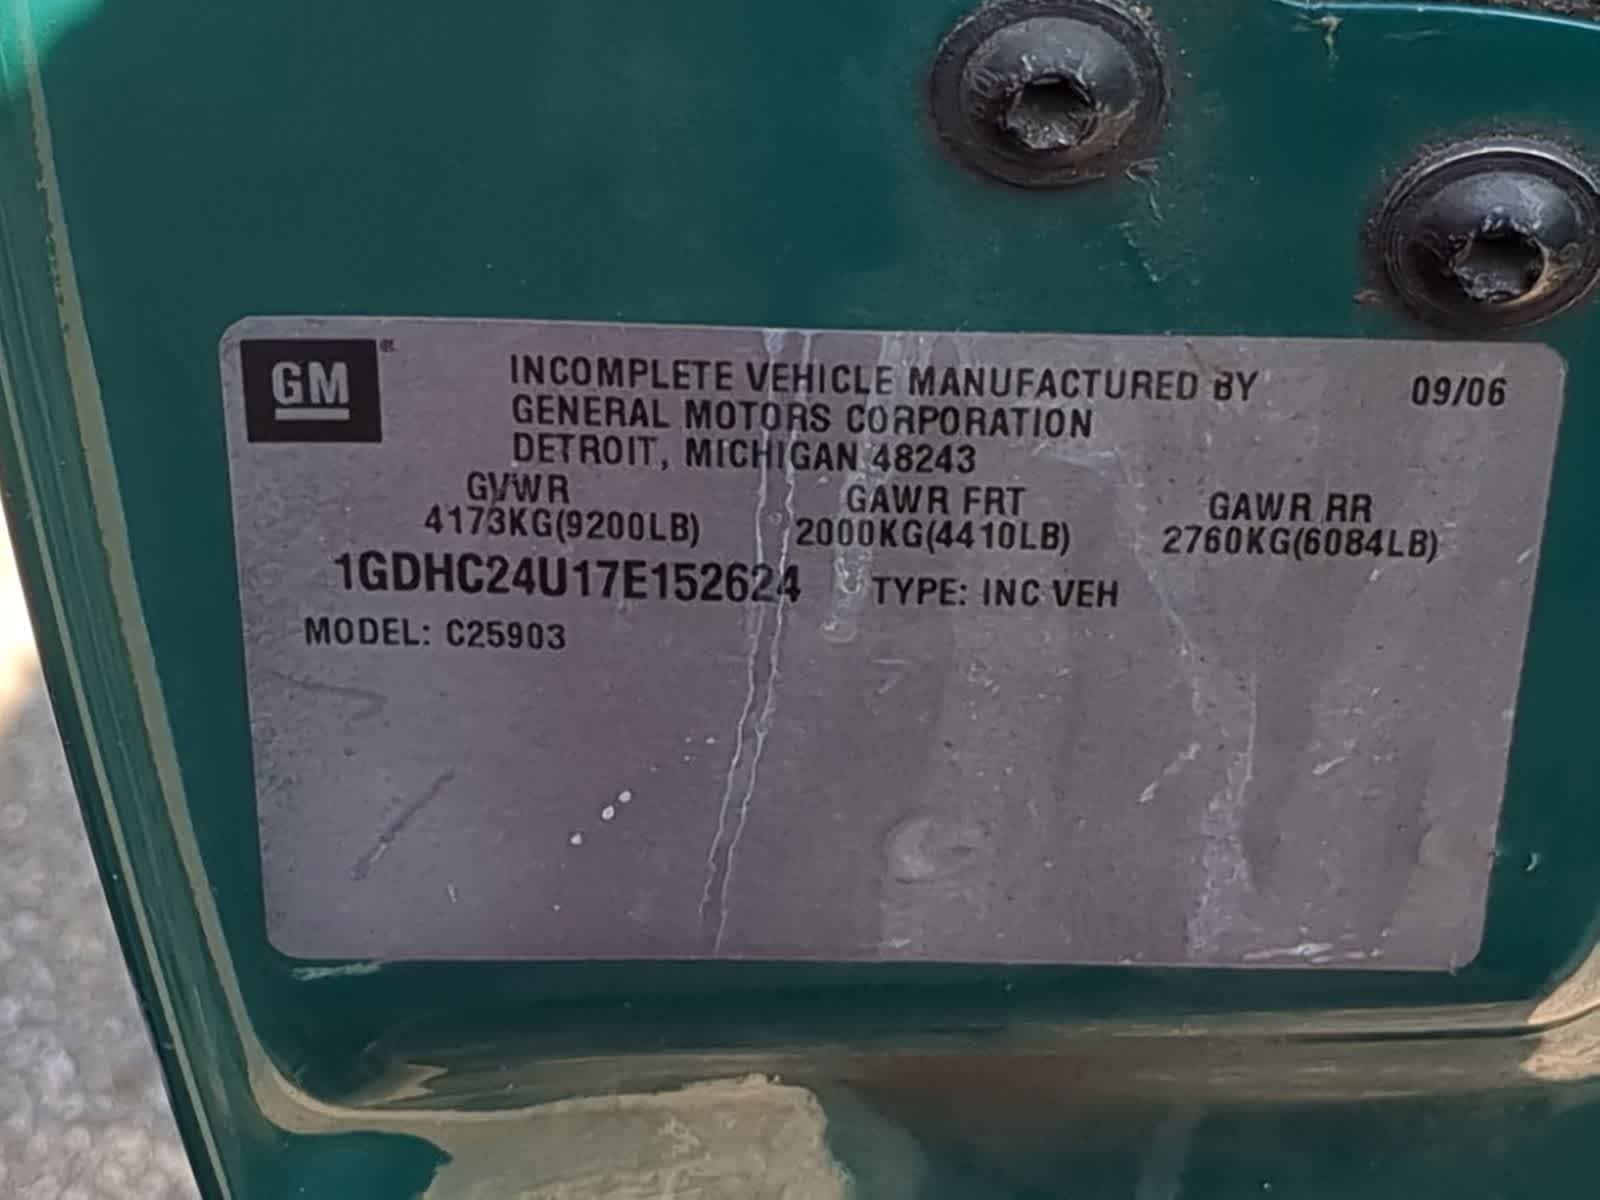 GM
INCOMPLETE VEHICLE MANUFACTURED BY 09/06
GENERAL MOTORS CORPORATION
DETROIT, MICHIGAN 48243
GVWR GAWR FRT GAWR RR
4173KG(9200LB) 2000KG(4410LB) 2760KG(6084LB)
1GDHC24U17E152624 TYPE: INC VEH
MODEL: C25903